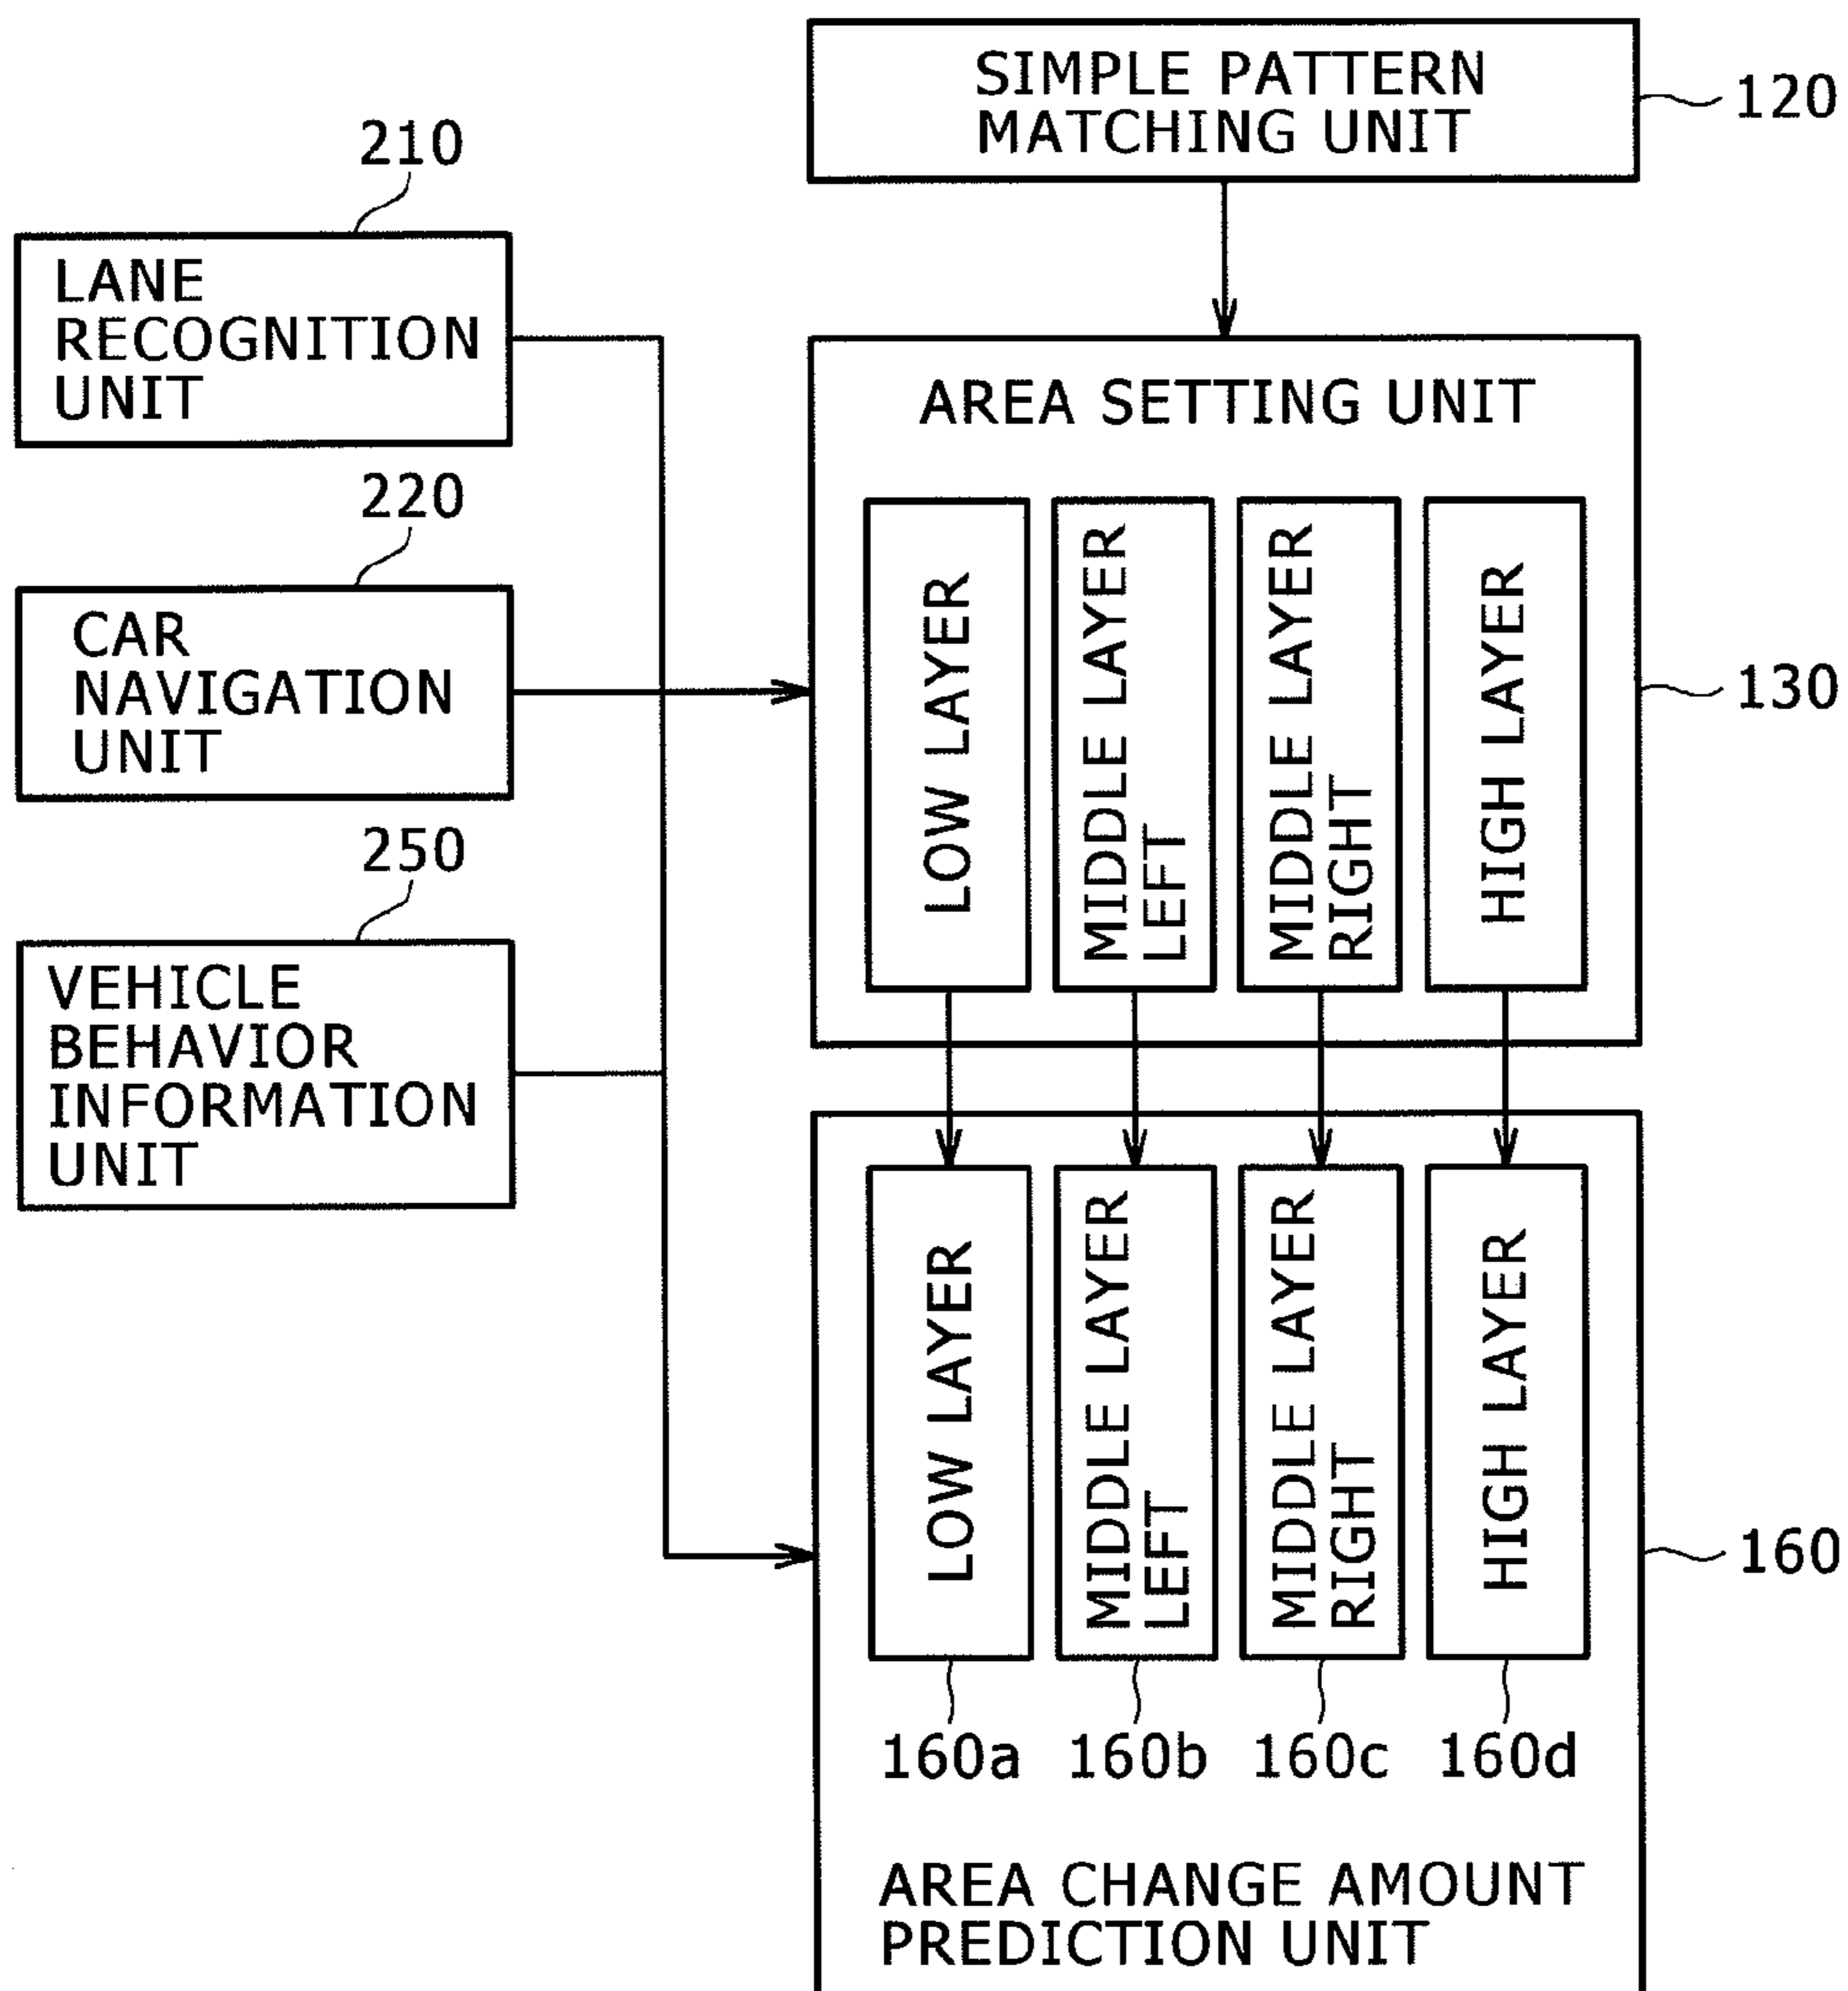 SIMPLE PATTERN
MATCHING UNIT
120
210
LANE
RECOGNITION
UNIT
220
CAR
NAVIGATION
UNIT
250
VEHICLE
BEHAVIOR
INFORMATION
UNIT
AREA SETTING UNIT
LOW LAYER
MIDDLE LAYER
LEFT
MIDDLE LAYER
RIGHT
HIGH LAYER
130
LOW LAYER
MIDDLE LAYER
LEFT
MIDDLE LAYER
RIGHT
HIGH LAYER
160
160a
160b
160c
160d
AREA CHANGE AMOUNT
PREDICTION UNIT